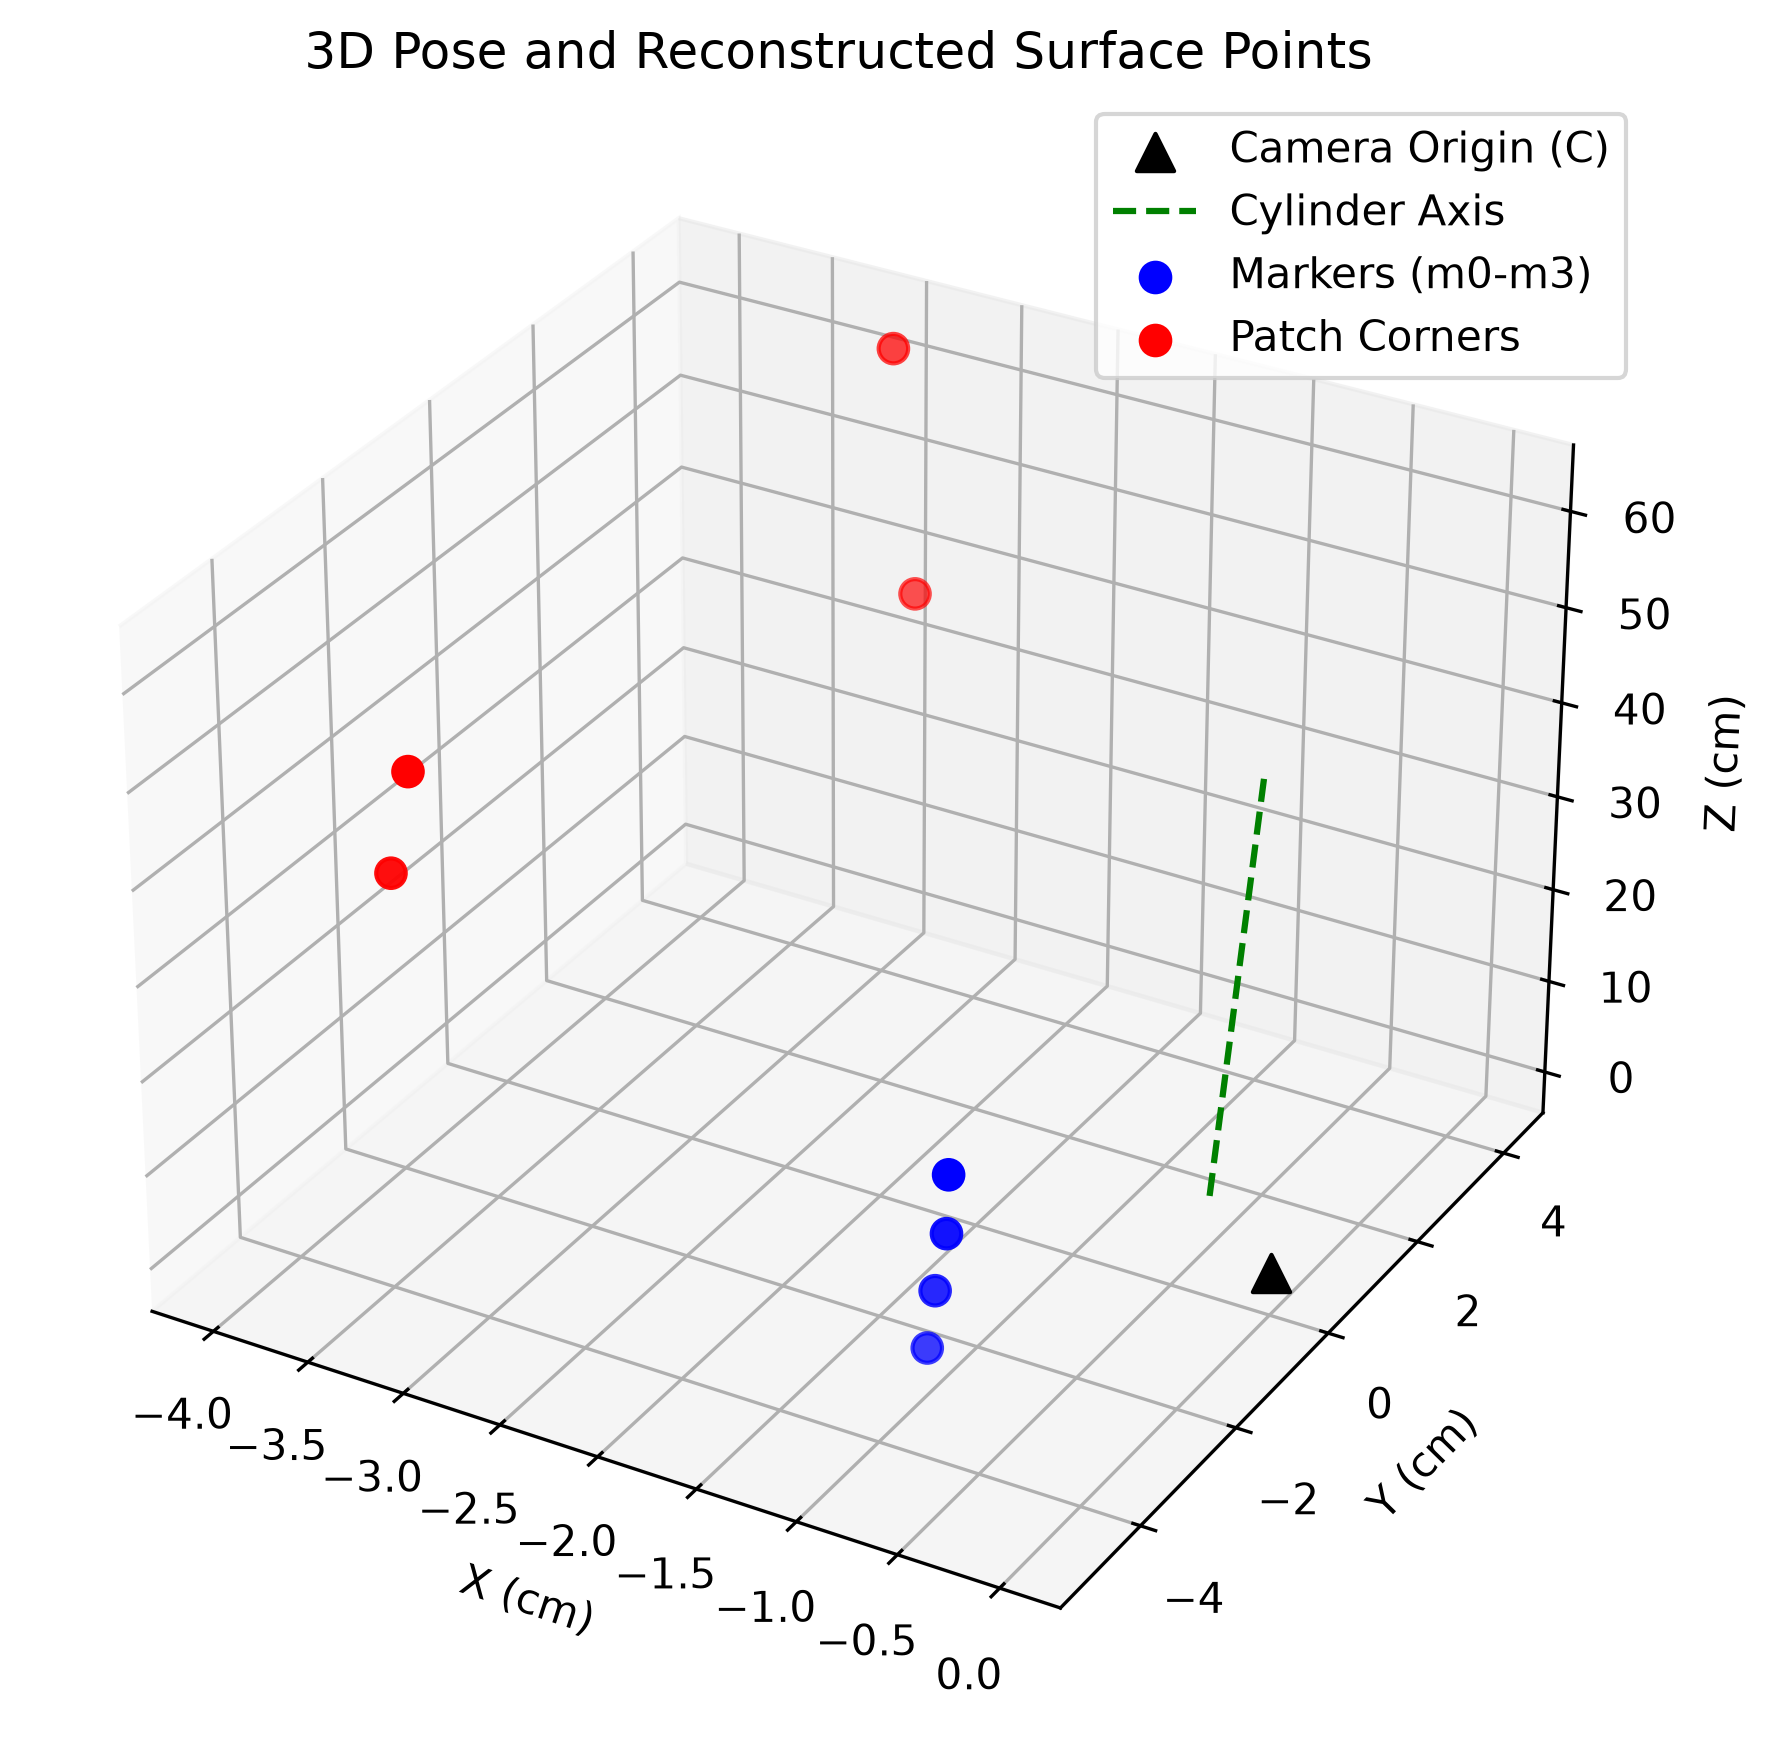 3D Pose and Reconstructed Surface Points
Camera Origin (C)
Cylinder Axis
Markers (m0-m3)
Patch Corners
60
50
40
30
20
10
0
Z (cm)
4
2
0
−2
−4
Y (cm)
−4.0
−3.5
−3.0
−2.5
−2.0
−1.5
−1.0
−0.5
0.0
X (cm)